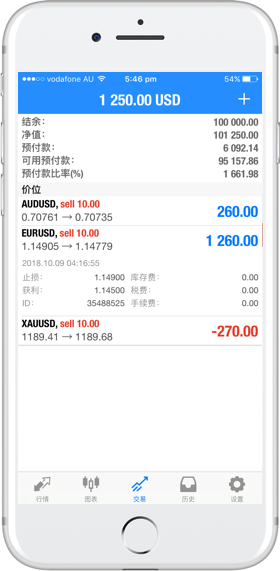 vodafone AU 5:46 pm 54%
1 250.00 USD +
结余: 100 000.00
净值: 101 250.00
预付款: 6 092.14
可用预付款: 95 157.86
预付款比率(%) 1 661.98
价位
AUDUSD, sell 10.00
0.70761 → 0.70735 260.00
EURUSD, sell 10.00
1.14905 → 1.14779 1 260.00
2018.10.09 04:16:55
止损: 1.14900 库存费: 0.00
获利: 1.14500 税费: 0.00
ID: 35488525 手续费: 0.00
XAUUSD, sell 10.00
1189.41 → 1189.68 -270.00
行情 图表 交易 历史 设置